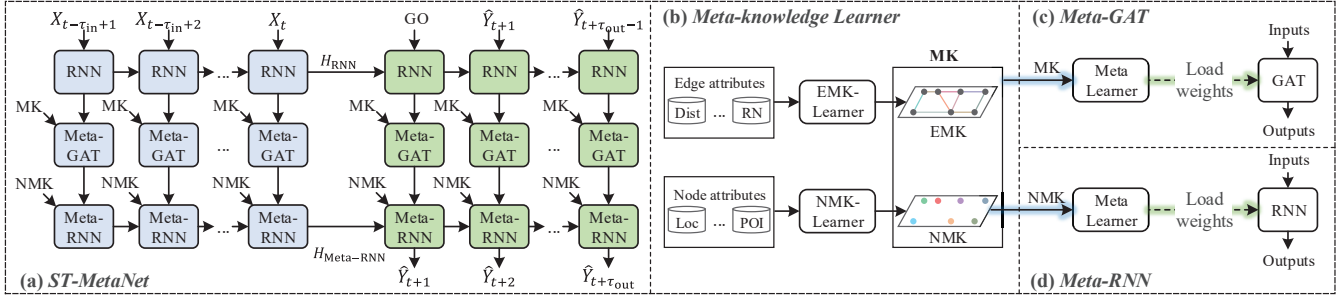 X_{t−τ_in+1} X_{t−τ_in+2} X_t GO Ŷ_{t+1} Ŷ_{t+τ_out−1}
RNN RNN ... RNN H_RNN RNN RNN ... RNN
MK MK ... MK MK MK ... MK
Meta-GAT Meta-GAT Meta-GAT Meta-GAT Meta-GAT Meta-GAT
NMK NMK ... NMK NMK NMK ... NMK
Meta-RNN Meta-RNN ... Meta-RNN H_{Meta−RNN} Meta-RNN Meta-RNN ... Meta-RNN
Ŷ_{t+1} Ŷ_{t+2} Ŷ_{t+τ_out}
(a) ST-MetaNet
(b) Meta-knowledge Learner
MK
Edge attributes
Dist ... RN
EMK-
Learner
EMK
Node attributes
Loc ... POI
NMK-
Learner
NMK
(c) Meta-GAT
Inputs
MK
Meta
Learner
Load
weights
GAT
Outputs
Inputs
NMK
Meta
Learner
Load
weights
RNN
Outputs
(d) Meta-RNN